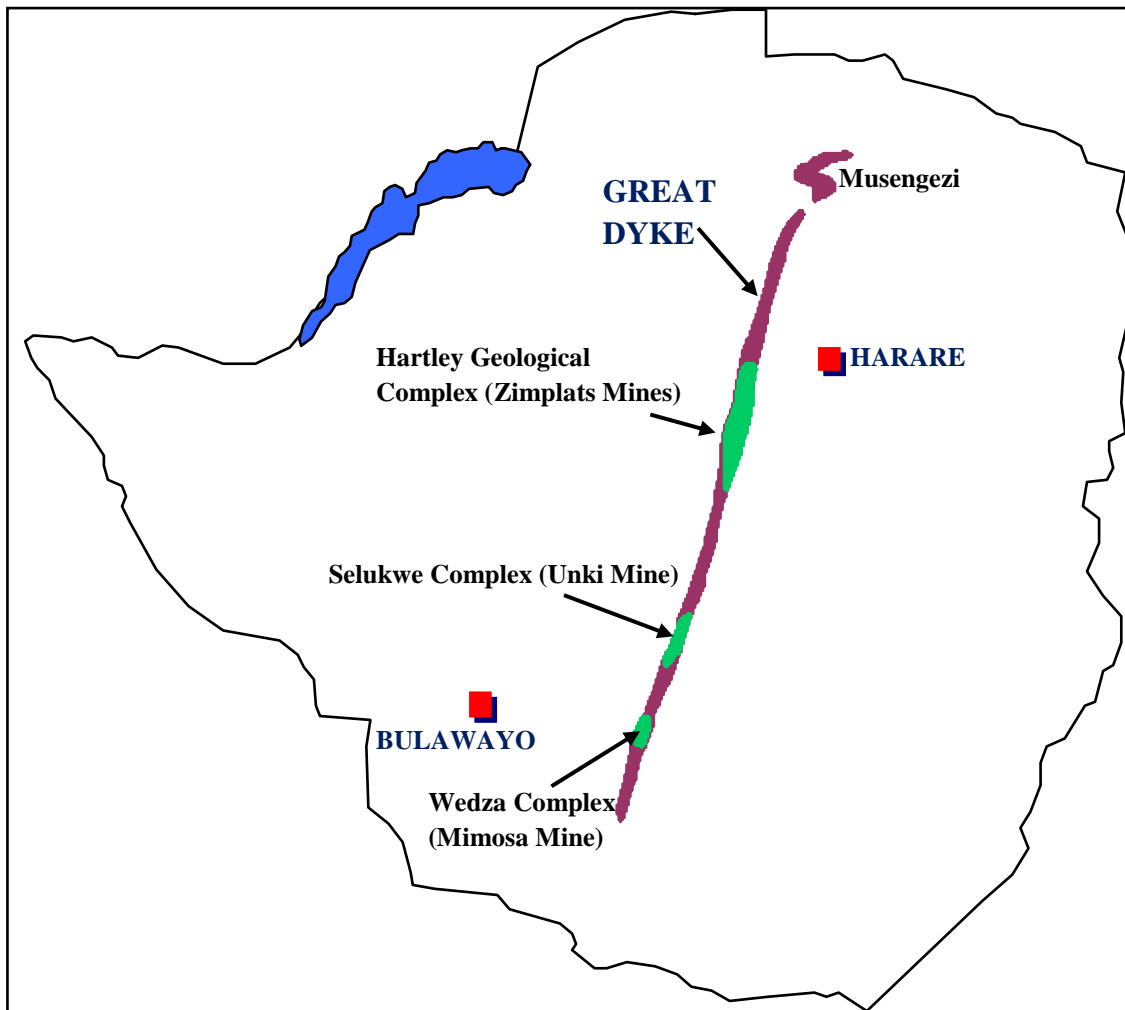 Musengezi
GREAT
DYKE
Hartley Geological
Complex (Zimplats Mines)
HARARE
Selukwe Complex (Unki Mine)
BULAWAYO
Wedza Complex
(Mimosa Mine)